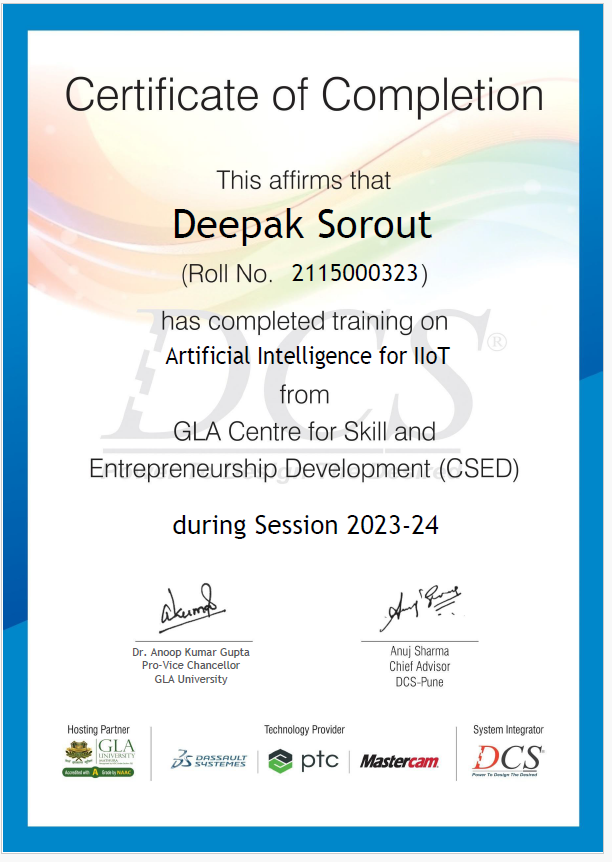 Certificate of Completion
This affirms that
Deepak Sorout
(Roll No. 2115000323)
has completed training on
Artificial Intelligence for IIoT
from
GLA Centre for Skill and
Entrepreneurship Development (CSED)
during Session 2023-24
Dr. Anoop Kumar Gupta
Pro-Vice Chancellor
GLA University
Anuj Sharma
Chief Advisor
DCS-Pune
Hosting Partner
GLA
UNIVERSITY
MATHURA
Accredited with A Grade by NAAC
Technology Provider
DASSAULT
SYSTEMES
ptc
Mastercam
System Integrator
DCS
Power To Design The Desired
DCS®